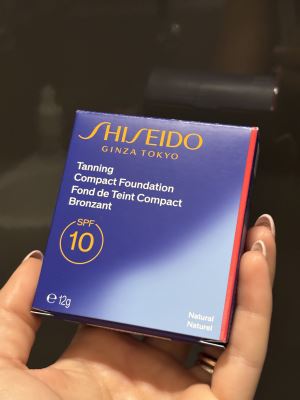 SHISEIDO
GINZA TOKYO
Tanning
Compact Foundation
Fond de Teint Compact
Bronzant
SPF
10
℮ 12g
Natural
Naturel